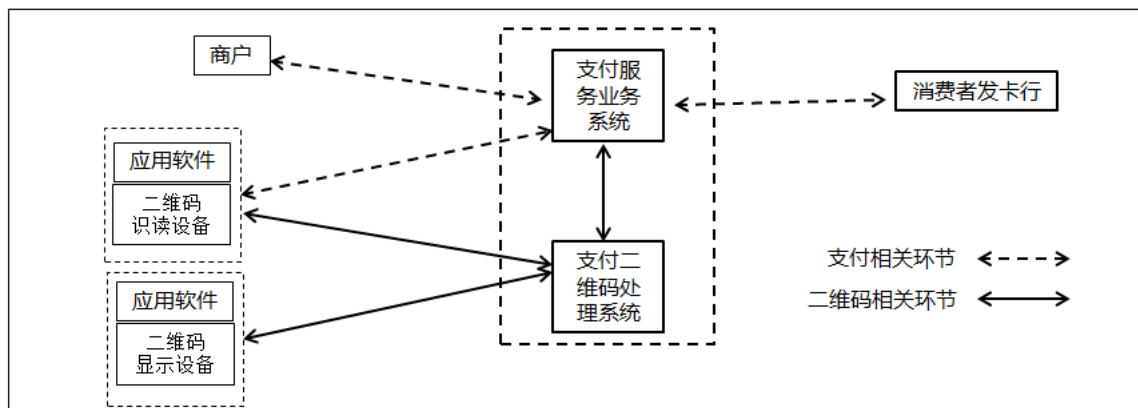 商户
支付服
务业务
系统
消费者发卡行
应用软件
二维码
识读设备
支付二
维码处
理系统
应用软件
二维码
显示设备
支付相关环节
二维码相关环节